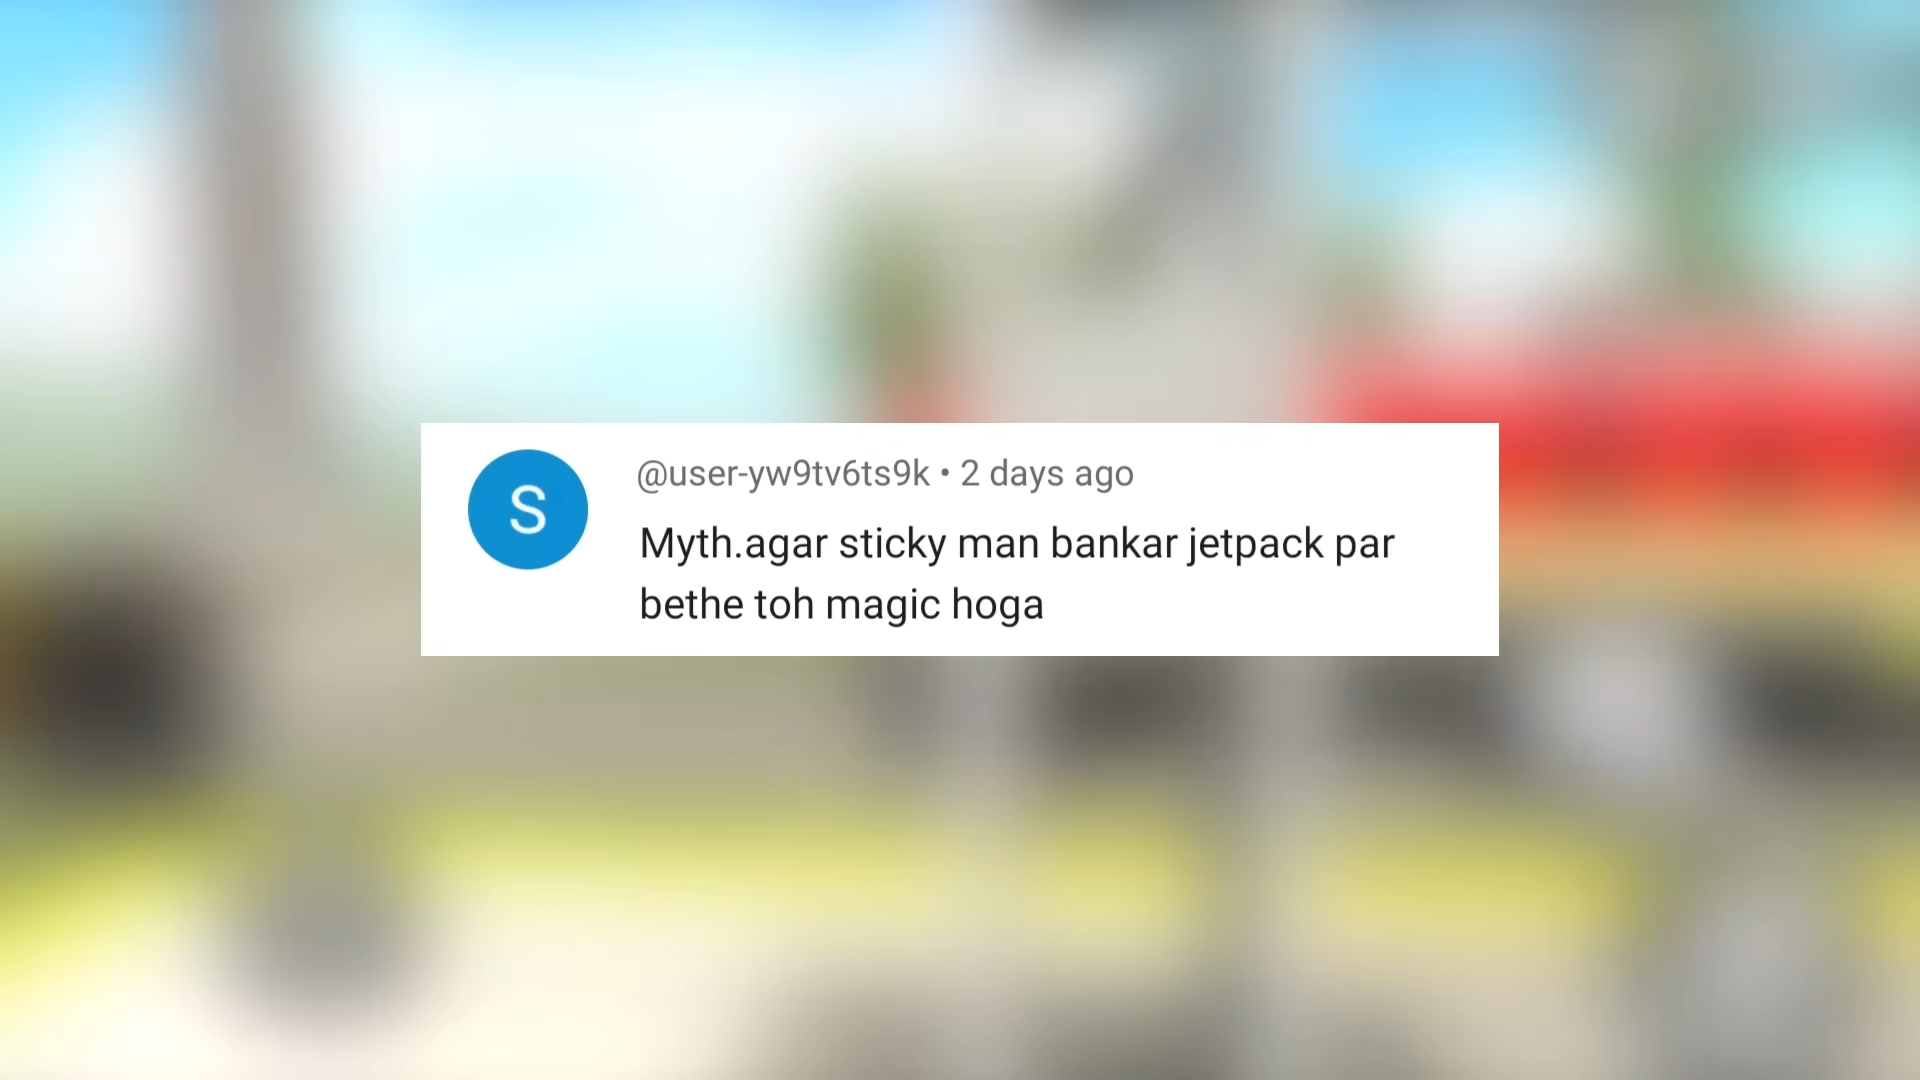 S
@user-yw9tv6ts9k • 2 days ago
Myth.agar sticky man bankar jetpack par
bethe toh magic hoga